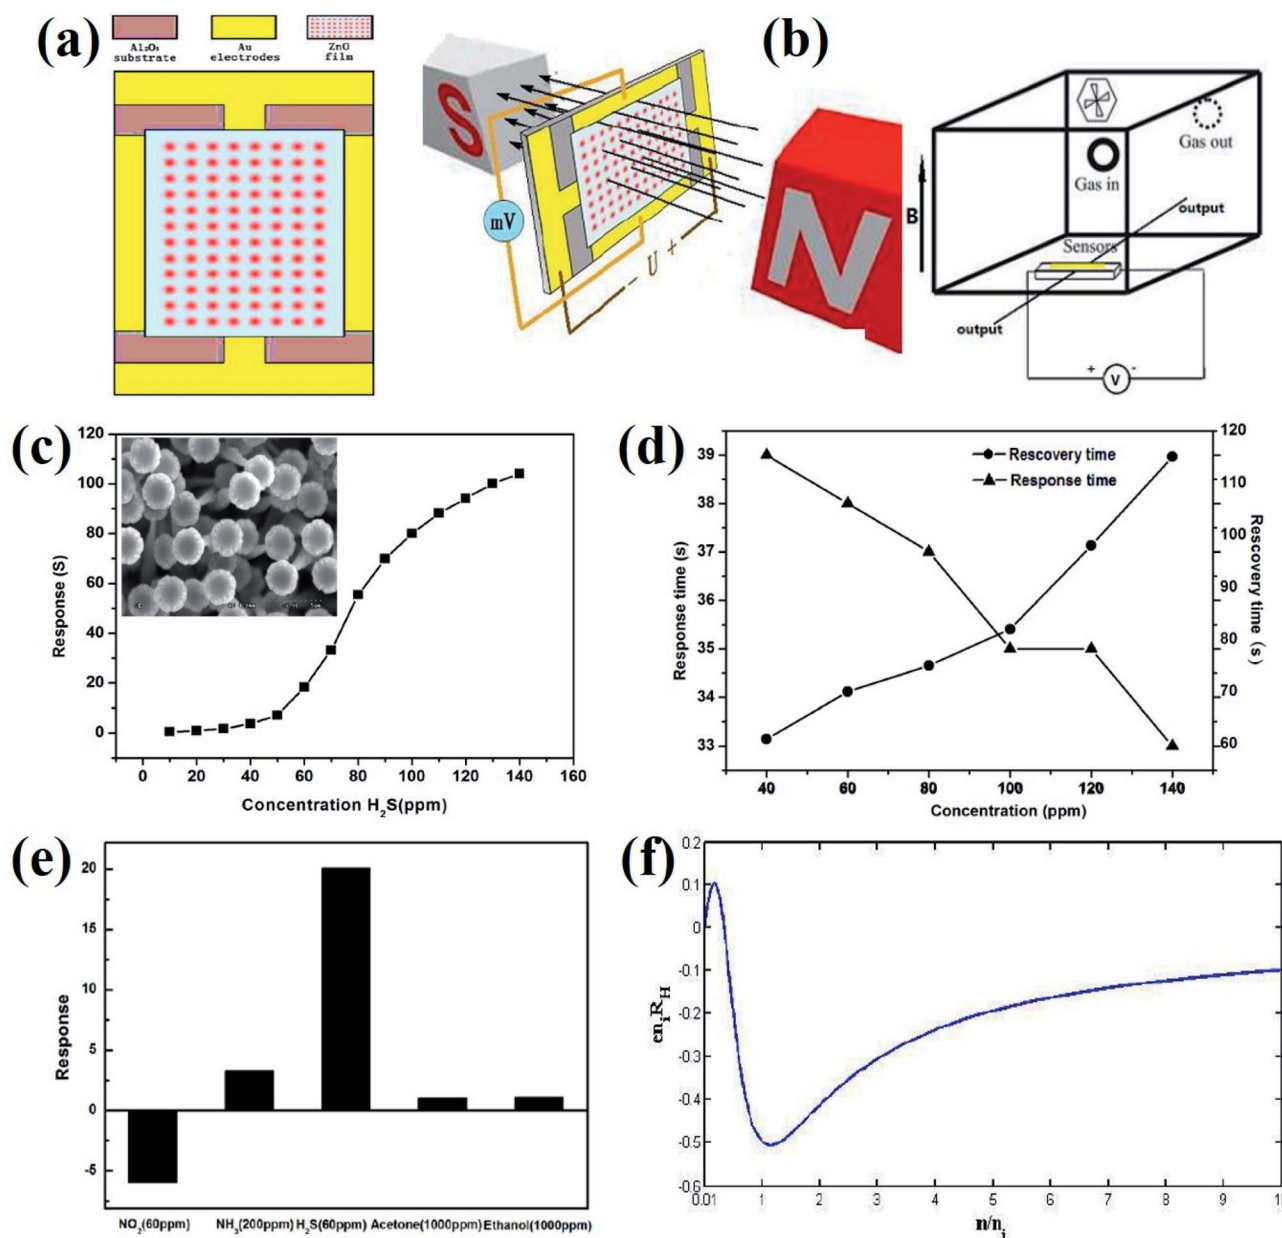 (a)
Al₂O₃
substrate
Au
electrodes
ZnO
film
S
mV
- U +
N
(b)
B
Gas out
Gas in
output
Sensors
output
+ V -
(c)
120
100
80
60
40
20
0
Response (S)
0 20 40 60 80 100 120 140 160
Concentration H₂S(ppm)
(d)
Rescovery time
Response time
39
38
37
35
35
34
33
Response time (s)
120
110
100
90
80
70
60
Rescovery time (s)
40 60 80 100 120 140
Concentration (ppm)
(e)
20
15
10
5
0
-5
Response
NO₂(60ppm) NH₃(200ppm) H₂S(60ppm) Acetone(1000ppm) Ethanol(1000ppm)
(f)
0.2
0.1
0
-0.1
-0.2
-0.3
-0.4
-0.5
-0.6
enᵢR_H
0.01 1 2 3 4 5 6 7 8 9 10
n/nᵢ